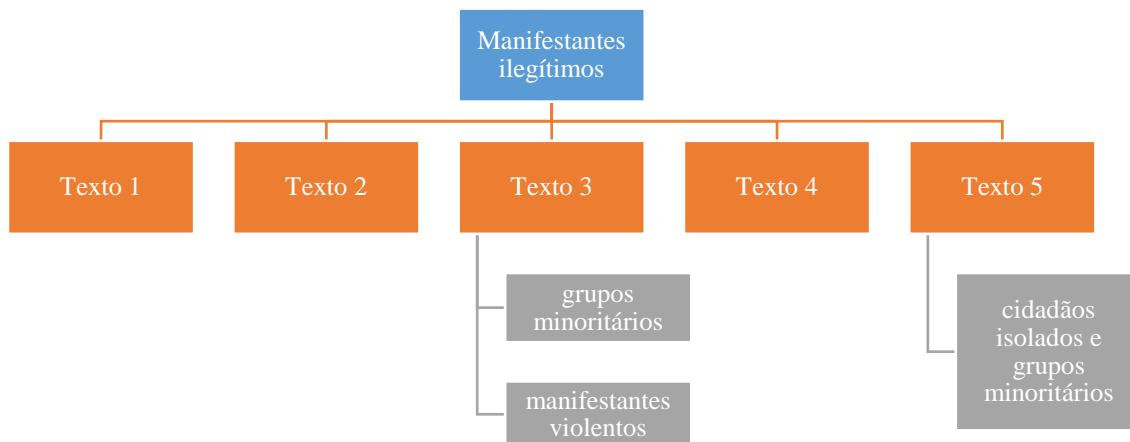 Manifestantes
ilegítimos
Texto 1
Texto 2
Texto 3
Texto 4
Texto 5
grupos
minoritários
manifestantes
violentos
cidadãos
isolados e
grupos
minoritários